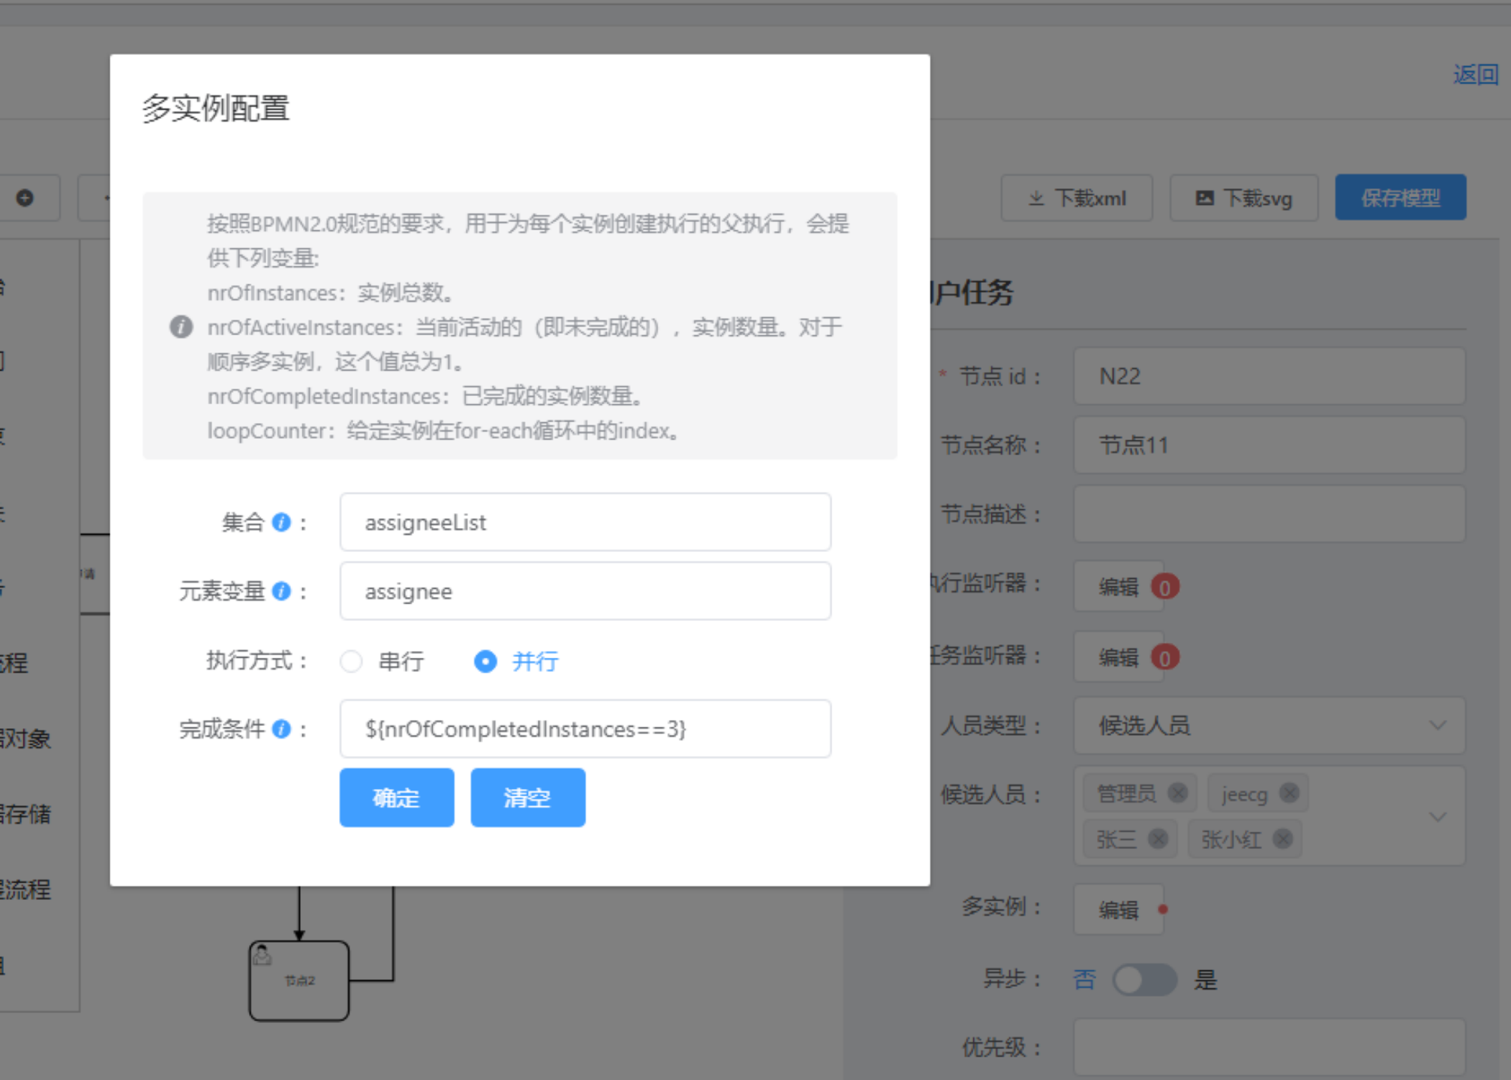 返回
多实例配置
按照BPMN2.0规范的要求，用于为每个实例创建执行的父执行，会提
供下列变量:
nrOfInstances：实例总数。
nrOfActiveInstances：当前活动的（即未完成的），实例数量。对于
顺序多实例，这个值总为1。
nrOfCompletedInstances：已完成的实例数量。
loopCounter：给定实例在for-each循环中的index。
集合 ：
assigneeList
元素变量 ：
assignee
执行方式：
串行
并行
完成条件 ：
${nrOfCompletedInstances==3}
确定
清空
下载xml
下载svg
保存模型
户任务
* 节点 id：
N22
节点名称：
节点11
节点描述：
执行监听器：
编辑
0
任务监听器：
编辑
0
人员类型：
候选人员
候选人员：
管理员
jeecg
张三
张小红
多实例：
编辑
异步：
否
是
优先级：
请
流程
对象
存储
流程
节点2